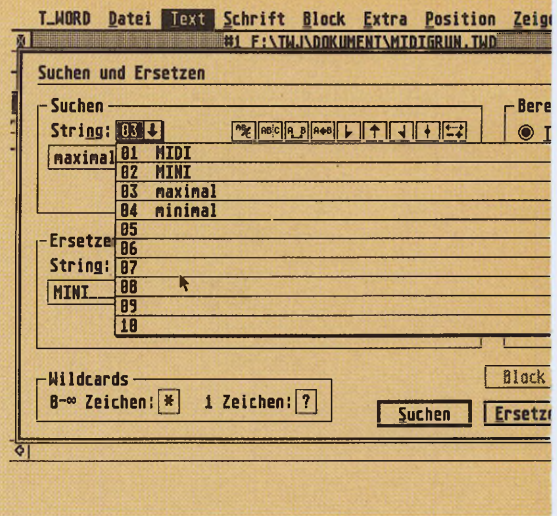 T_WORD Datei Text Schrift Block Extra Position Zeig
#1 F:\TWJ\DOKUMENT\MIDIGRUN.TWD
Suchen und Ersetzen
Suchen
Bere
String: 03
maximal
01 MIDI
02 MINI
03 maximal
04 minimal
05
06
07
08
09
10
Ersetze
String:
MINI
Wildcards
0-∞ Zeichen: * 1 Zeichen: ?
Block
Suchen Ersetze